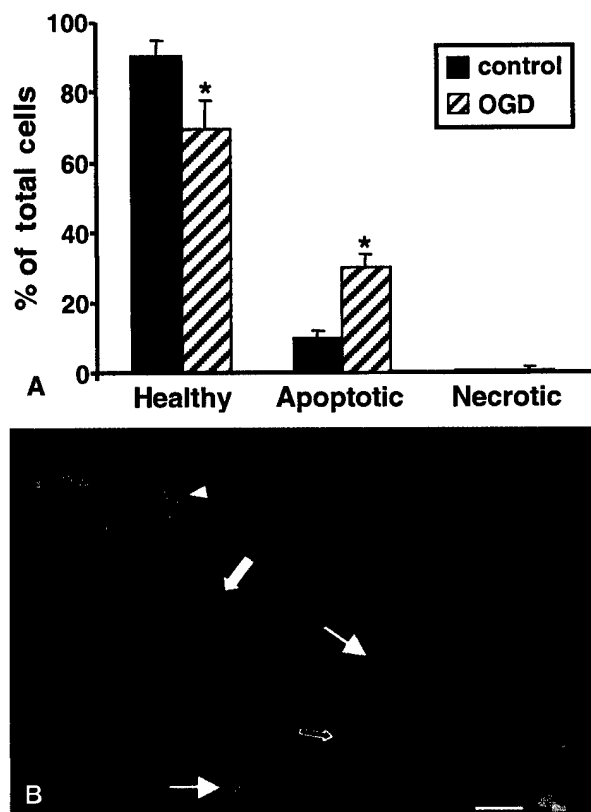 100
80
60
40
20
0
% of total cells
control
OGD
*
*
A
Healthy Apoptotic Necrotic
B